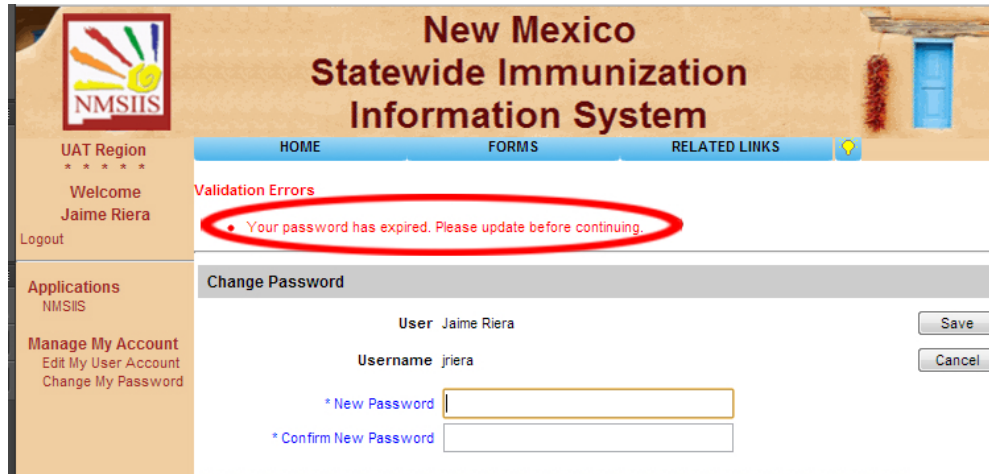 New Mexico
Statewide Immunization
Information System
NMSIIS
UAT Region
* * * * *
Welcome
Jaime Riera
Logout
HOME FORMS RELATED LINKS
Validation Errors
• Your password has expired. Please update before continuing.
Applications
NMSIIS
Manage My Account
Edit My User Account
Change My Password
Change Password
User Jaime Riera
Save
Username jriera
Cancel
* New Password
* Confirm New Password